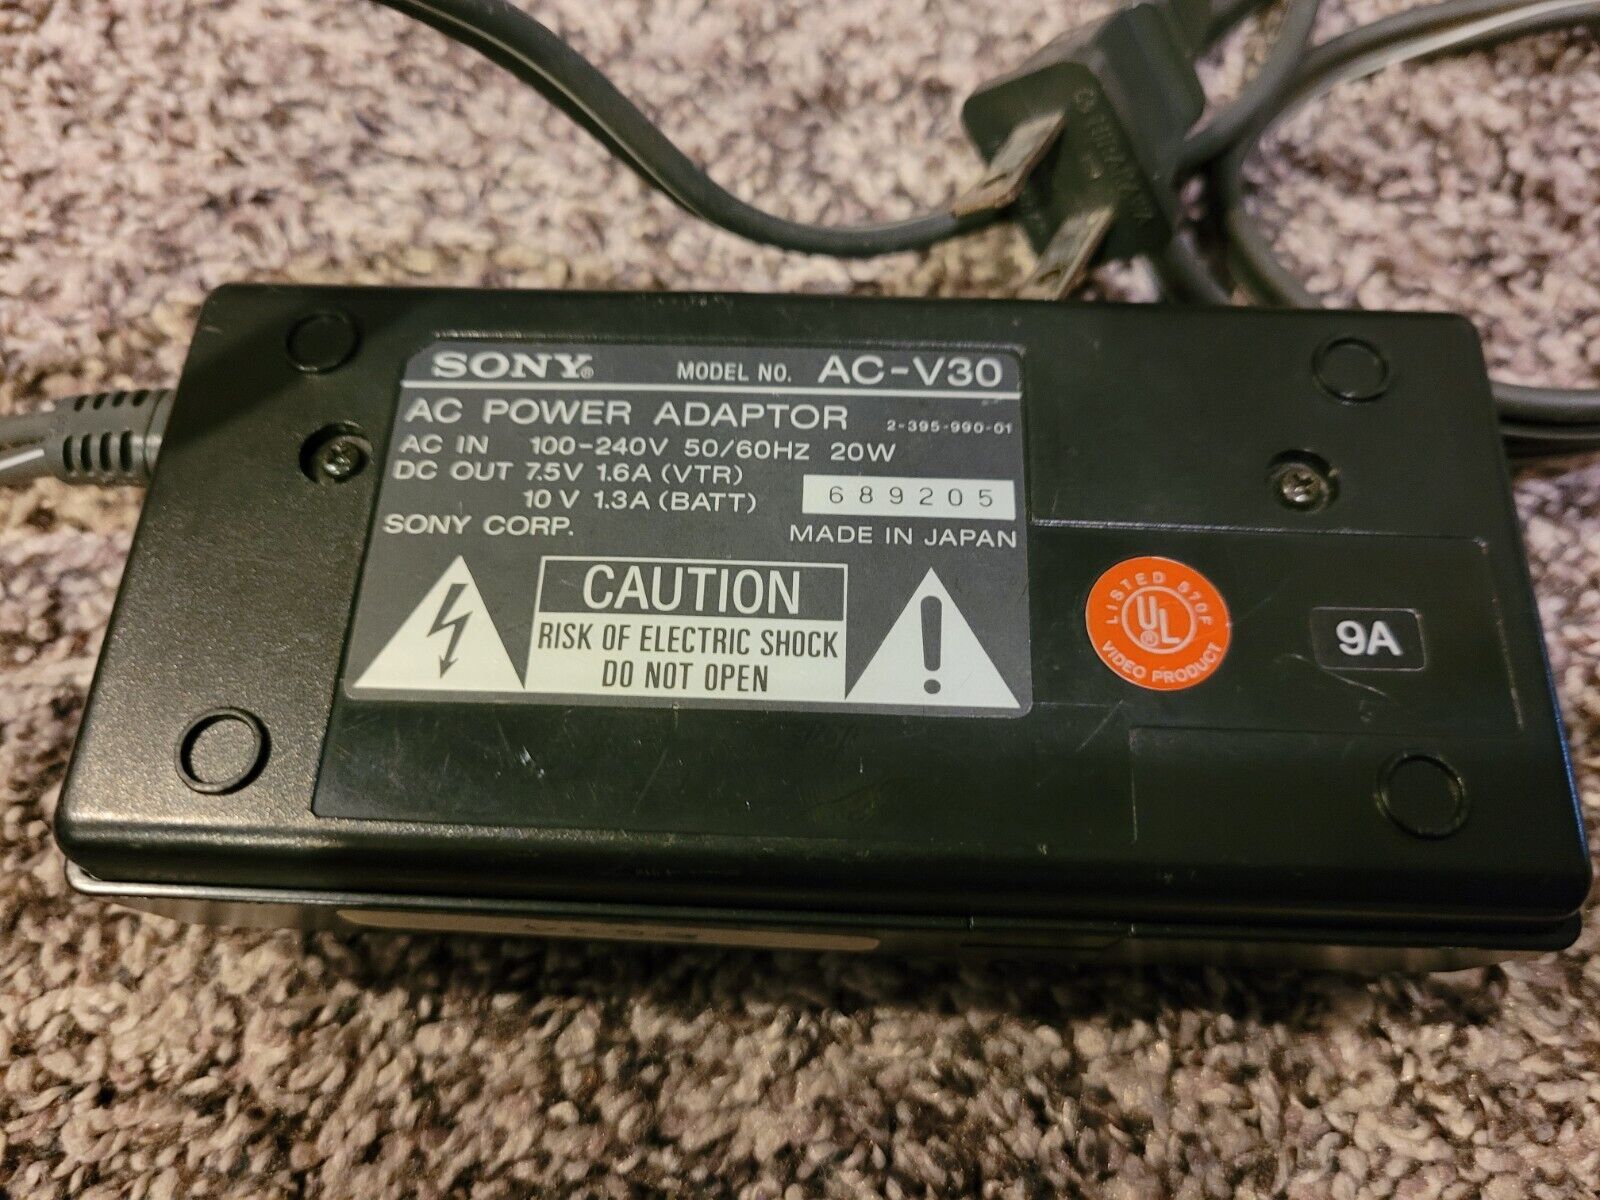 SONY® MODEL NO. AC-V30
AC POWER ADAPTOR 2-395-990-01
AC IN 100-240V 50/60HZ 20W
DC OUT 7.5V 1.6A (VTR)
10 V 1.3A (BATT)
689205
SONY CORP. MADE IN JAPAN
CAUTION
RISK OF ELECTRIC SHOCK
DO NOT OPEN
LISTED 570F
UL®
VIDEO PRODUCT
9A